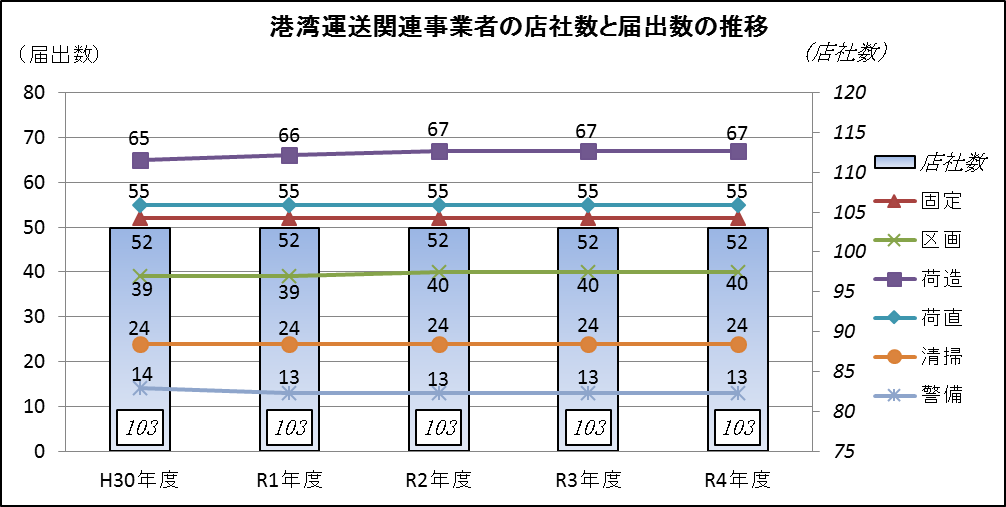 港湾運送関連事業者の店社数と届出数の推移
（届出数）
（店社数）
80
70
60
50
40
30
20
10
0
120
115
110
105
100
95
90
85
80
75
65 66 67 67 67
55 55 55 55 55
52 52 52 52 52
39 39 40 40 40
24 24 24 24 24
14 13 13 13 13
103 103 103 103 103
H30年度 R1年度 R2年度 R3年度 R4年度
店社数
固定
区画
荷造
荷直
清掃
警備